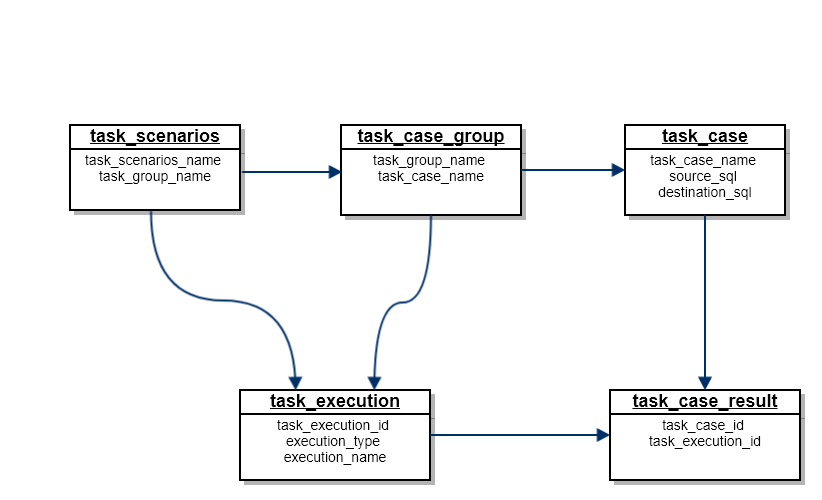 task_scenarios
task_scenarios_name
task_group_name
task_case_group
task_group_name
task_case_name
task_case
task_case_name
source_sql
destination_sql
task_execution
task_execution_id
execution_type
execution_name
task_case_result
task_case_id
task_execution_id